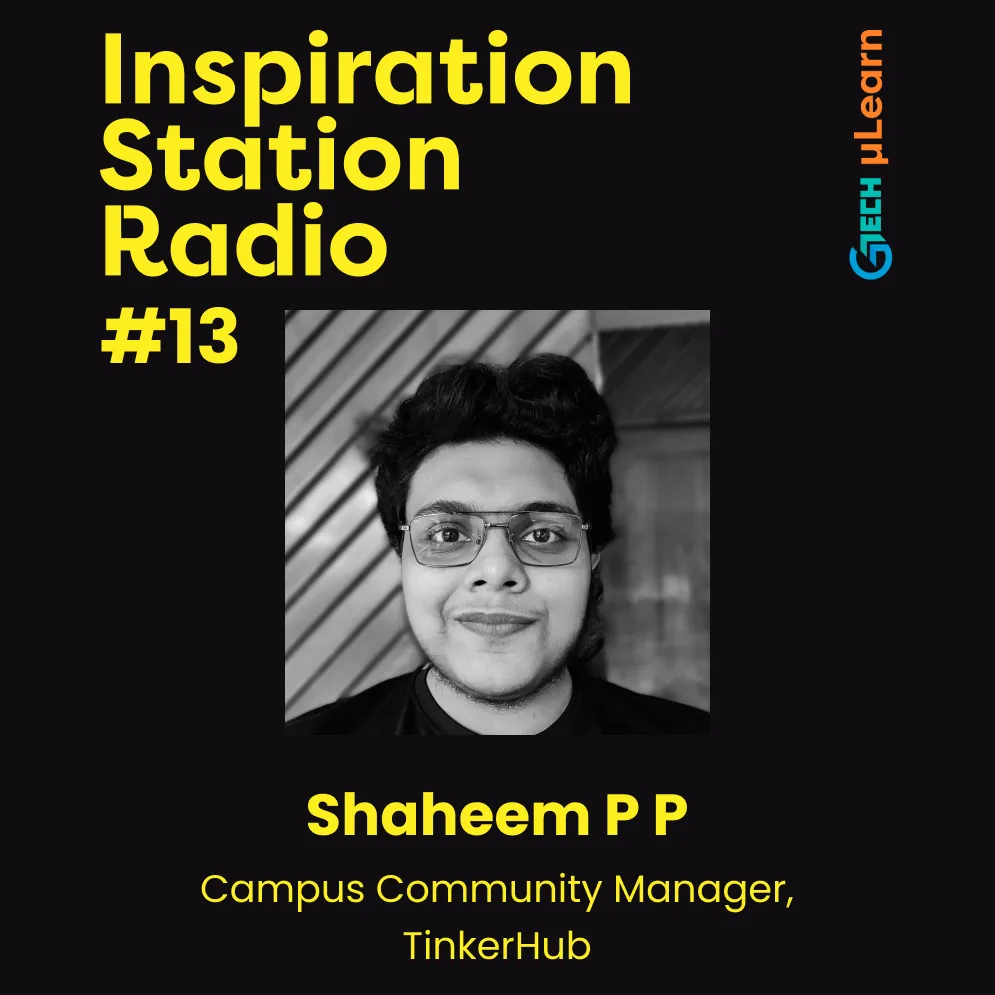 Inspiration
Station
Radio
#13
GTECH µLearn
Shaheem P P
Campus Community Manager,
TinkerHub